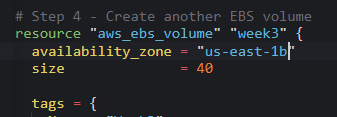 # Step 4 - Create another EBS volume
resource "aws_ebs_volume" "week3" {
availability_zone = "us-east-1b"
size = 40
tags = {